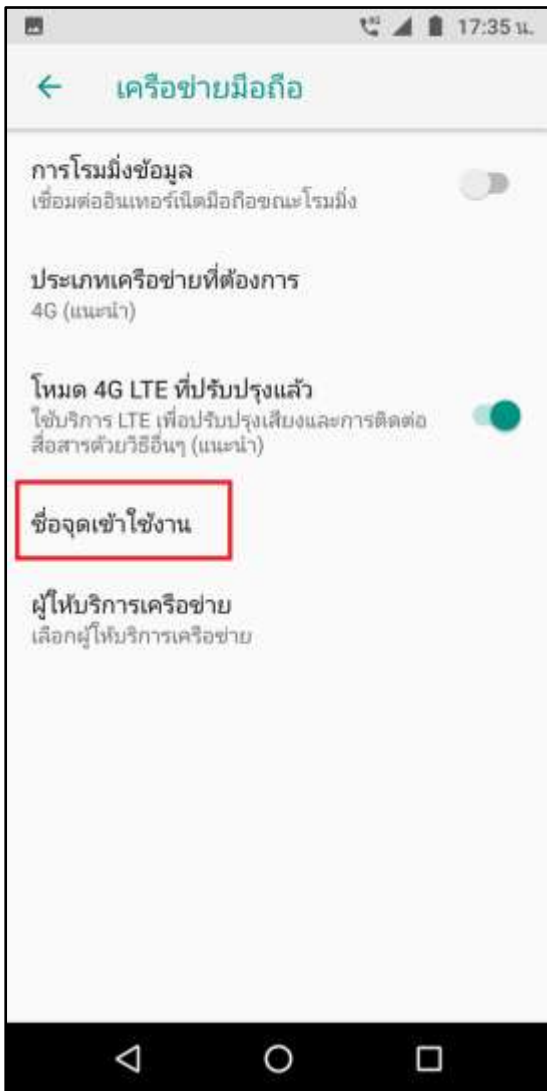 17:35 น.
เครือข่ายมือถือ
การโรมมิ่งข้อมูล
เชื่อมต่ออินเทอร์เน็ตมือถือขณะโรมมิ่ง
ประเภทเครือข่ายที่ต้องการ
4G (แนะนำ)
โหมด 4G LTE ที่ปรับปรุงแล้ว
ใช้บริการ LTE เพื่อปรับปรุงเสียงและการติดต่อ
สื่อสารด้วยวิธีอื่นๆ (แนะนำ)
ชื่อจุดเข้าใช้งาน
ผู้ให้บริการเครือข่าย
เลือกผู้ให้บริการเครือข่าย